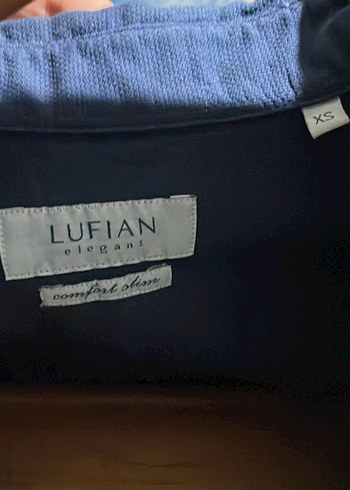 XS
LUFIAN
elegant
comfort slim